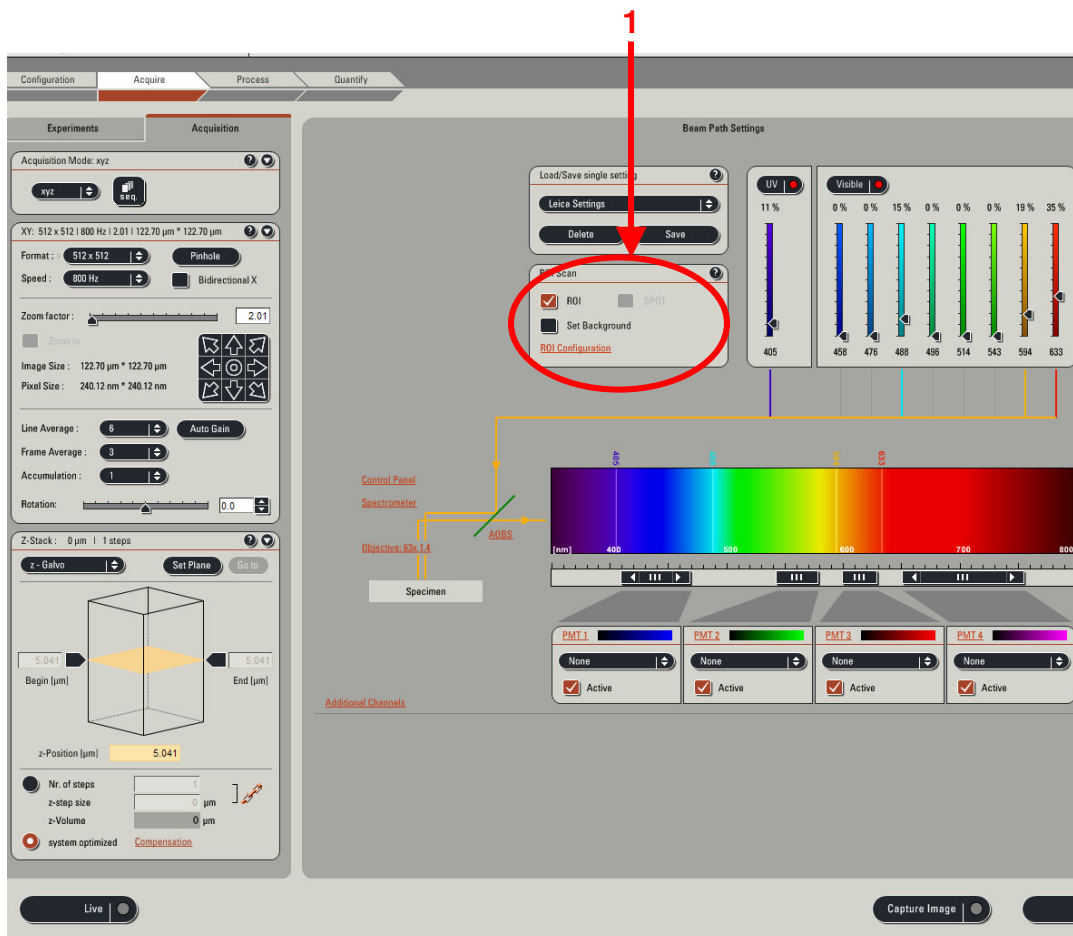 1
Configuration Acquire Process Quantify
Experiments Acquisition
Acquisition Mode: xyz
xyz
seq.
XY: 512 x 512 | 800 Hz | 2.01 | 122.70 µm * 122.70 µm
Format: 512 x 512 Pinhole
Speed: 800 Hz Bidirectional X
Zoom factor: 2.01
Zoom in
Image Size: 122.70 µm * 122.70 µm
Pixel Size: 240.12 nm * 240.12 nm
Line Average: 6 Auto Gain
Frame Average: 3
Accumulation: 1
Rotation: 0.0
Z-Stack: 0 µm | 1 steps
z - Galvo Set Plane Go to
5.041 5.041
Begin [µm] End [µm]
z-Position [µm] 5.041
Nr. of steps 1
z-step size 0 µm
z-Volume 0 µm
system optimized Compensation
Beam Path Settings
Load/Save single setting
Leica Settings
Delete Save
ROI Scan
ROI SPOT
Set Background
ROI Configuration
UV Visible
11 % 0 % 0 % 15 % 0 % 0 % 0 % 19 % 35 %
405 458 476 488 496 514 543 594 633
Control Panel
Spectrometer
AOBS
Objective: 63x 1.4
Specimen
405 633
[nm] 400 500 600 700 800
PMT 1 PMT 2 PMT 3 PMT 4
None None None None
Active Active Active Active
Additional Channels
Live Capture Image